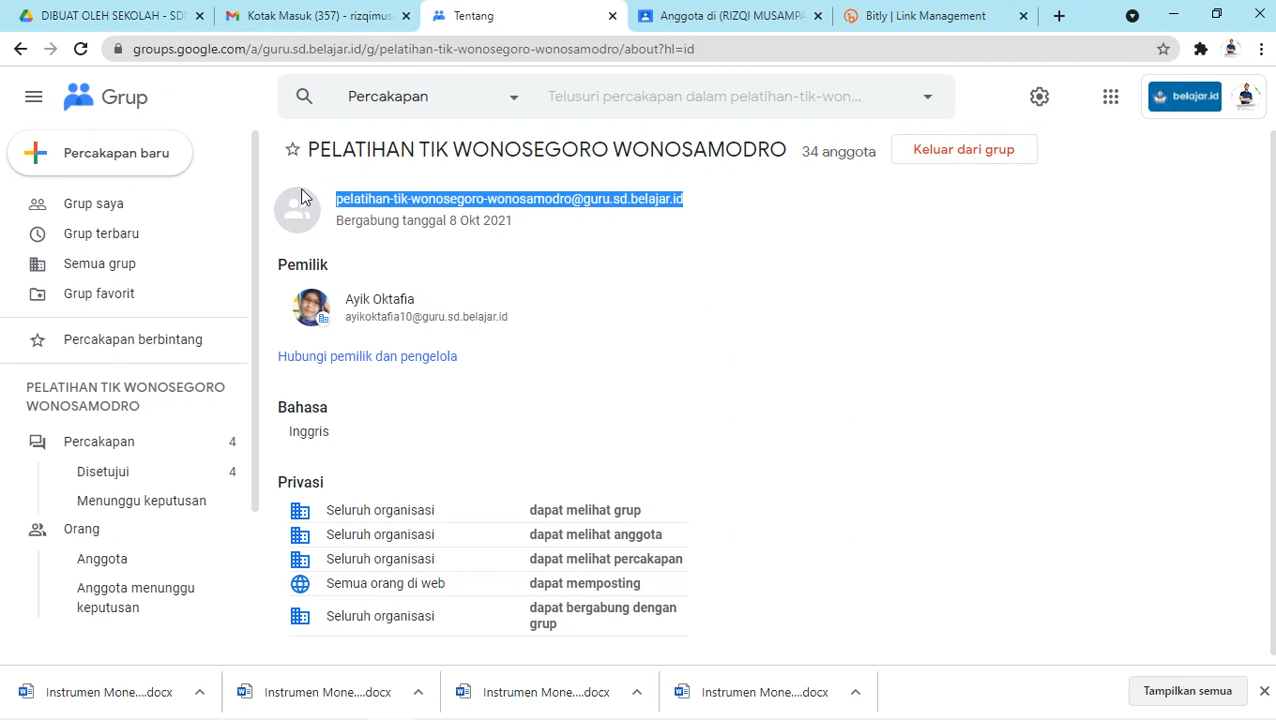 DIBUAT OLEH SEKOLAH - SDN
Kotak Masuk (357) - rizqimus
Tentang
Anggota di (RIZQI MUSAMPA
Bitly | Link Management
groups.google.com/a/guru.sd.belajar.id/g/pelatihan-tik-wonosegoro-wonosamodro/about?hl=id
Grup
Percakapan
Telusuri percakapan dalam pelatihan-tik-won...
belajar.id
Percakapan baru
PELATIHAN TIK WONOSEGORO WONOSAMODRO
34 anggota
Keluar dari grup
pelatihan-tik-wonosegoro-wonosamodro@guru.sd.belajar.id
Bergabung tanggal 8 Okt 2021
Grup saya
Grup terbaru
Semua grup
Grup favorit
Percakapan berbintang
PELATIHAN TIK WONOSEGORO
WONOSAMODRO
Percakapan 4
Disetujui 4
Menunggu keputusan
Orang
Anggota
Anggota menunggu
keputusan
Pemilik
Ayik Oktafia
ayikoktafia10@guru.sd.belajar.id
Hubungi pemilik dan pengelola
Bahasa
Inggris
Privasi
Seluruh organisasi dapat melihat grup
Seluruh organisasi dapat melihat anggota
Seluruh organisasi dapat melihat percakapan
Semua orang di web dapat memposting
Seluruh organisasi dapat bergabung dengan
grup
Instrumen Mone....docx
Instrumen Mone....docx
Instrumen Mone....docx
Instrumen Mone....docx
Tampilkan semua